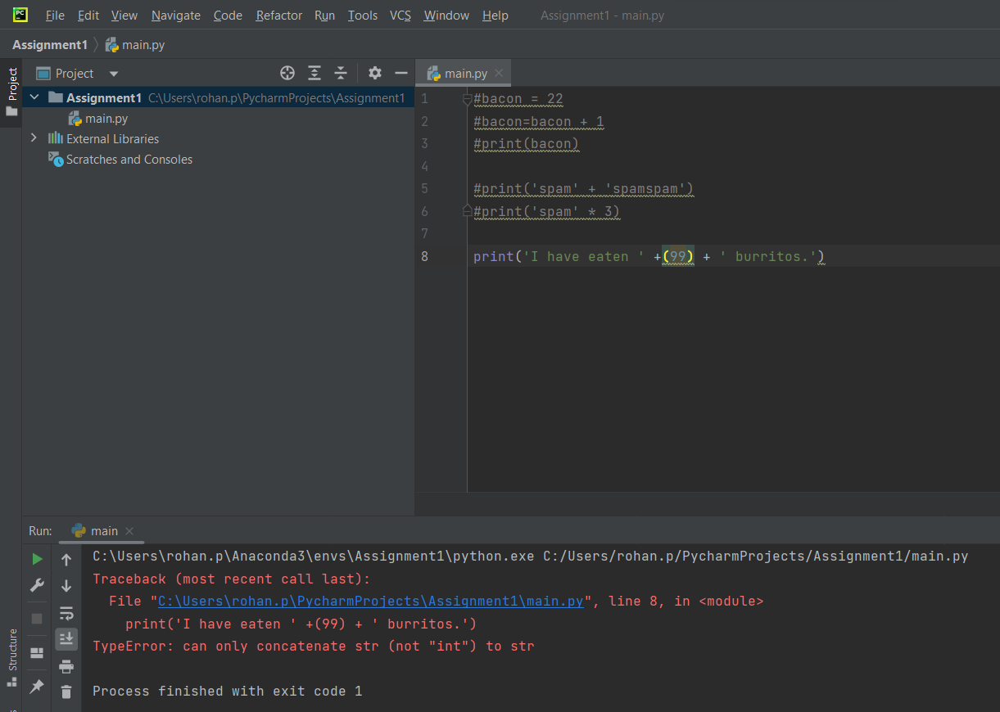 PC
File Edit View Navigate Code Refactor Run Tools VCS Window Help Assignment1 - main.py
Assignment1 main.py
Project
Project
main.py
Assignment1 C:\Users\rohan.p\PycharmProjects\Assignment1
main.py
External Libraries
Scratches and Consoles
1 #bacon = 22
2 #bacon=bacon + 1
3 #print(bacon)
4
5 #print('spam' + 'spamspam')
6 #print('spam' * 3)
7
8 print('I have eaten ' +(99) + ' burritos.')
Run: main
C:\Users\rohan.p\Anaconda3\envs\Assignment1\python.exe C:/Users/rohan.p/PycharmProjects/Assignment1/main.py
Traceback (most recent call last):
File "C:\Users\rohan.p\PycharmProjects\Assignment1\main.py", line 8, in <module>
print('I have eaten ' +(99) + ' burritos.')
TypeError: can only concatenate str (not "int") to str
Structure
Process finished with exit code 1